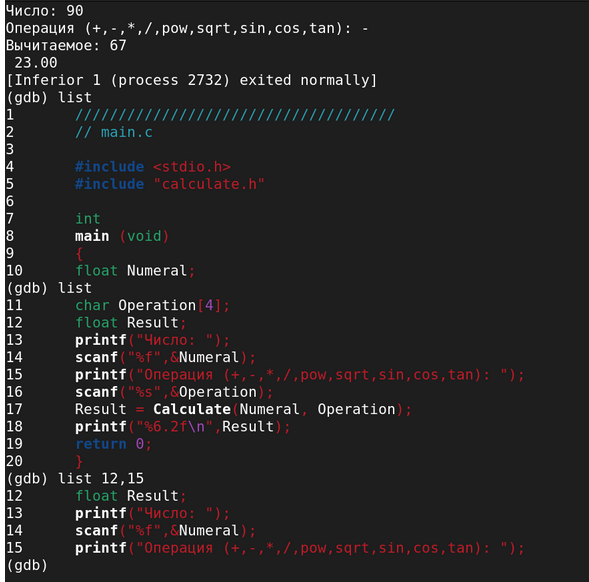 Число: 90
Операция (+,-,*,/,pow,sqrt,sin,cos,tan): -
Вычитаемое: 67
 23.00
[Inferior 1 (process 2732) exited normally]
(gdb) list
1       /////////////////////////////////////
2       // main.c
3
4       #include <stdio.h>
5       #include "calculate.h"
6
7       int
8       main (void)
9       {
10      float Numeral;
(gdb) list
11      char Operation[4];
12      float Result;
13      printf("Число: ");
14      scanf("%f",&Numeral);
15      printf("Операция (+,-,*,/,pow,sqrt,sin,cos,tan): ");
16      scanf("%s",&Operation);
17      Result = Calculate(Numeral, Operation);
18      printf("%6.2f\n",Result);
19      return 0;
20      }
(gdb) list 12,15
12      float Result;
13      printf("Число: ");
14      scanf("%f",&Numeral);
15      printf("Операция (+,-,*,/,pow,sqrt,sin,cos,tan): ");
(gdb)